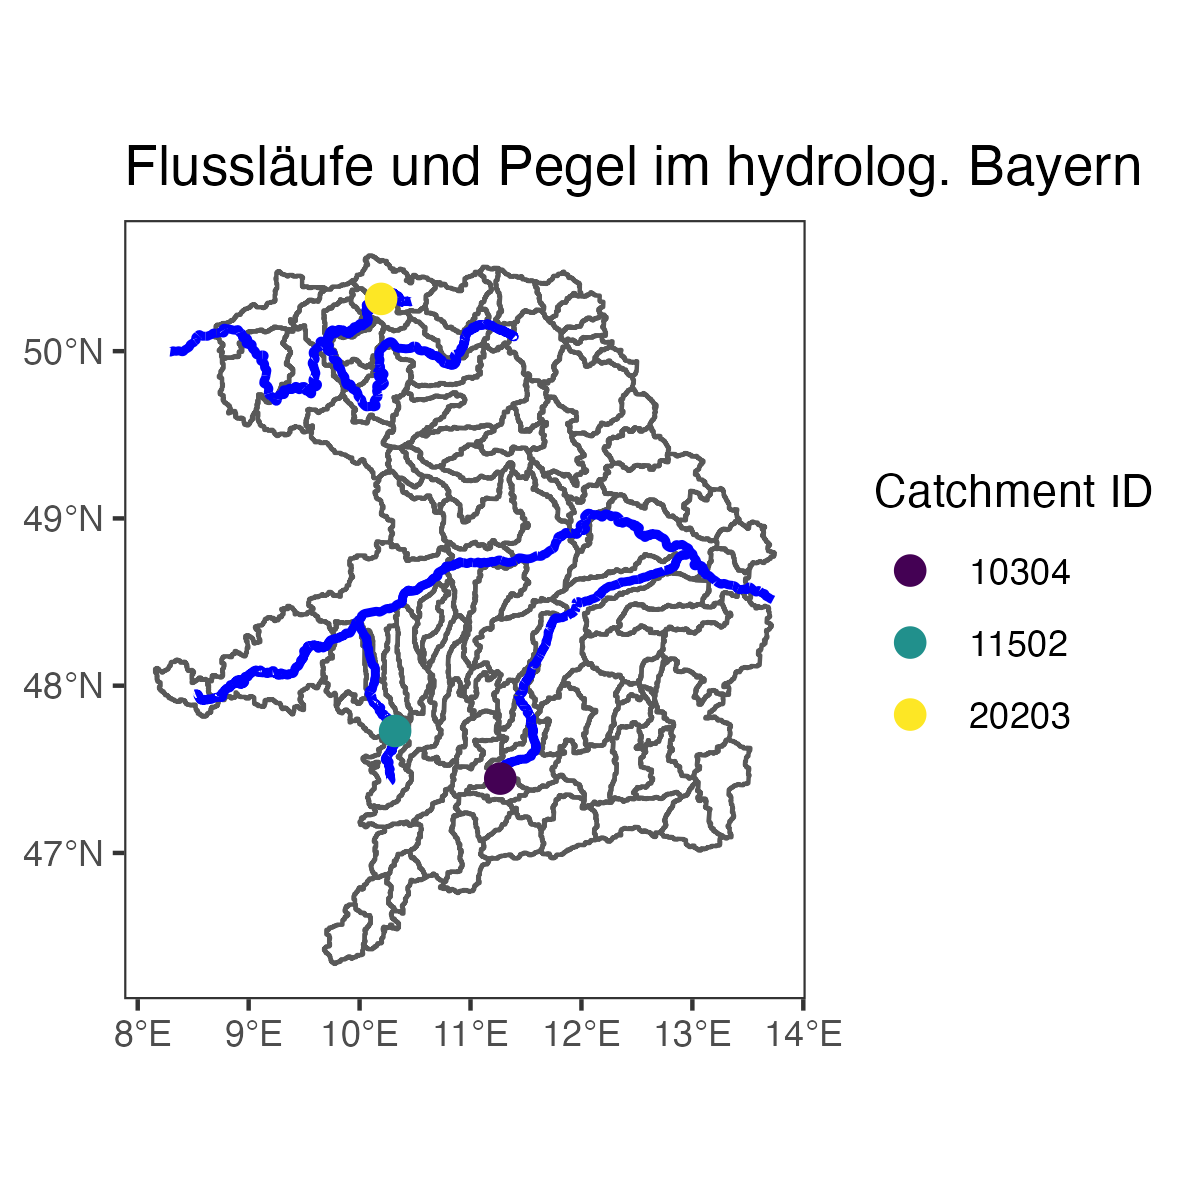 Flussläufe und Pegel im hydrolog. Bayern
50°N
49°N
48°N
47°N
8°E 9°E 10°E 11°E 12°E 13°E 14°E
Catchment ID
10304
11502
20203